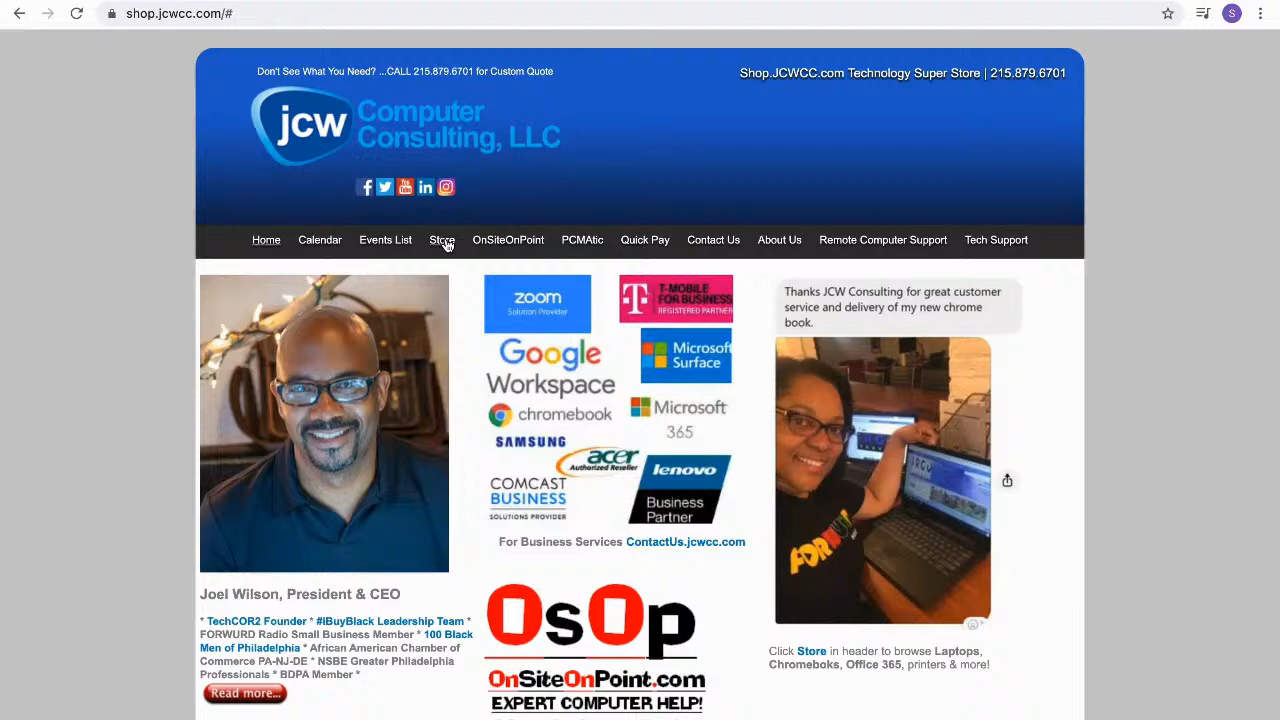 shop.jcwcc.com/#
S
Don't See What You Need? ...CALL 215.879.6701 for Custom Quote
Shop.JCWCC.com Technology Super Store | 215.879.6701
jcw Computer
Consulting, LLC
Home Calendar Events List Store OnSiteOnPoint PCMAtic Quick Pay Contact Us About Us Remote Computer Support Tech Support
zoom
Solution Provider
T-MOBILE
FOR BUSINESS
REGISTERED PARTNER
Google
Workspace
Microsoft
Surface
chromebook
Microsoft
365
SAMSUNG
acer
Authorized Reseller
COMCAST
BUSINESS
SOLUTIONS PROVIDER
lenovo
Business
Partner
For Business Services ContactUs.jcwcc.com
OsOp
OnSiteOnPoint.com
EXPERT COMPUTER HELP!
Thanks JCW Consulting for great customer
service and delivery of my new chrome
book.
Click Store in header to browse Laptops,
Chromeboks, Office 365, printers & more!
Joel Wilson, President & CEO
* TechCOR2 Founder * #IBuyBlack Leadership Team *
FORWURD Radio Small Business Member * 100 Black
Men of Philadelphia * African American Chamber of
Commerce PA-NJ-DE * NSBE Greater Philadelphia
Professionals * BDPA Member *
Read more...